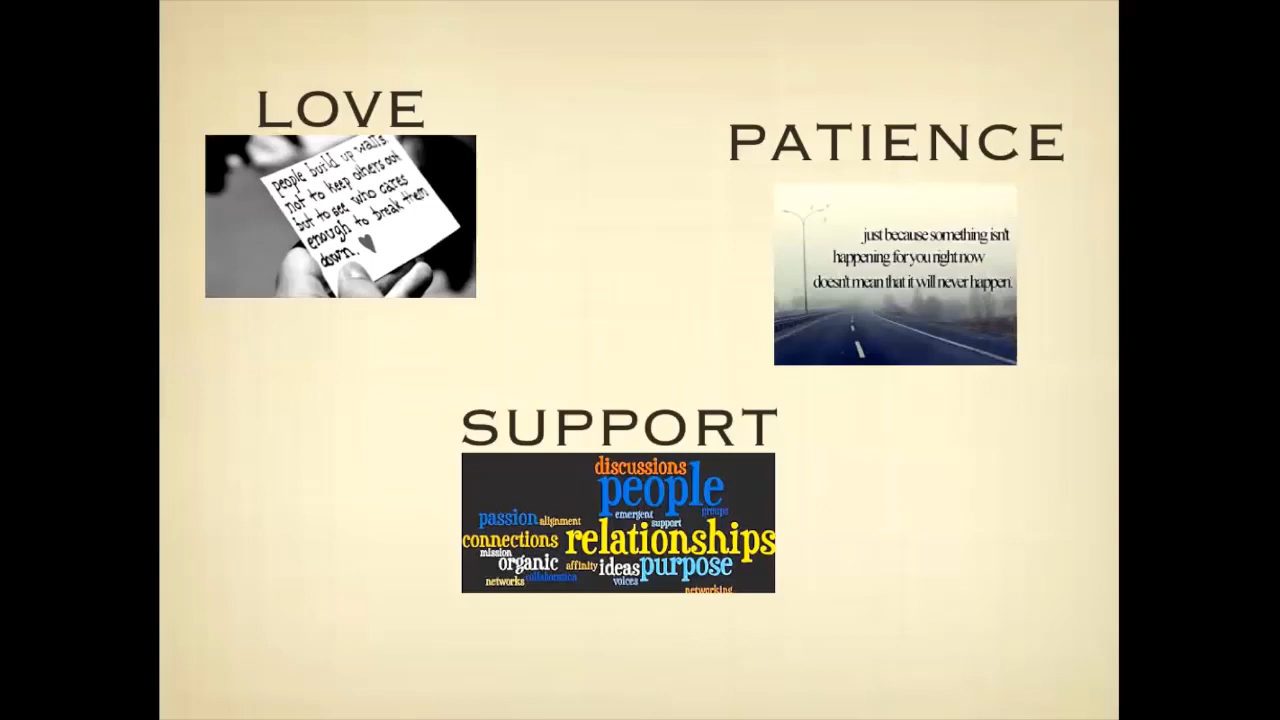 LOVE
people build up walls
not to keep others out
but to see who cares
enough to break them
down.
PATIENCE
just because something isn't
happening for you right now
doesn't mean that it will never happen.
SUPPORT
discussions
people
groups
passion alignment emergent support
connections relationships
mission
organic affinity ideas purpose
networks voices
networking